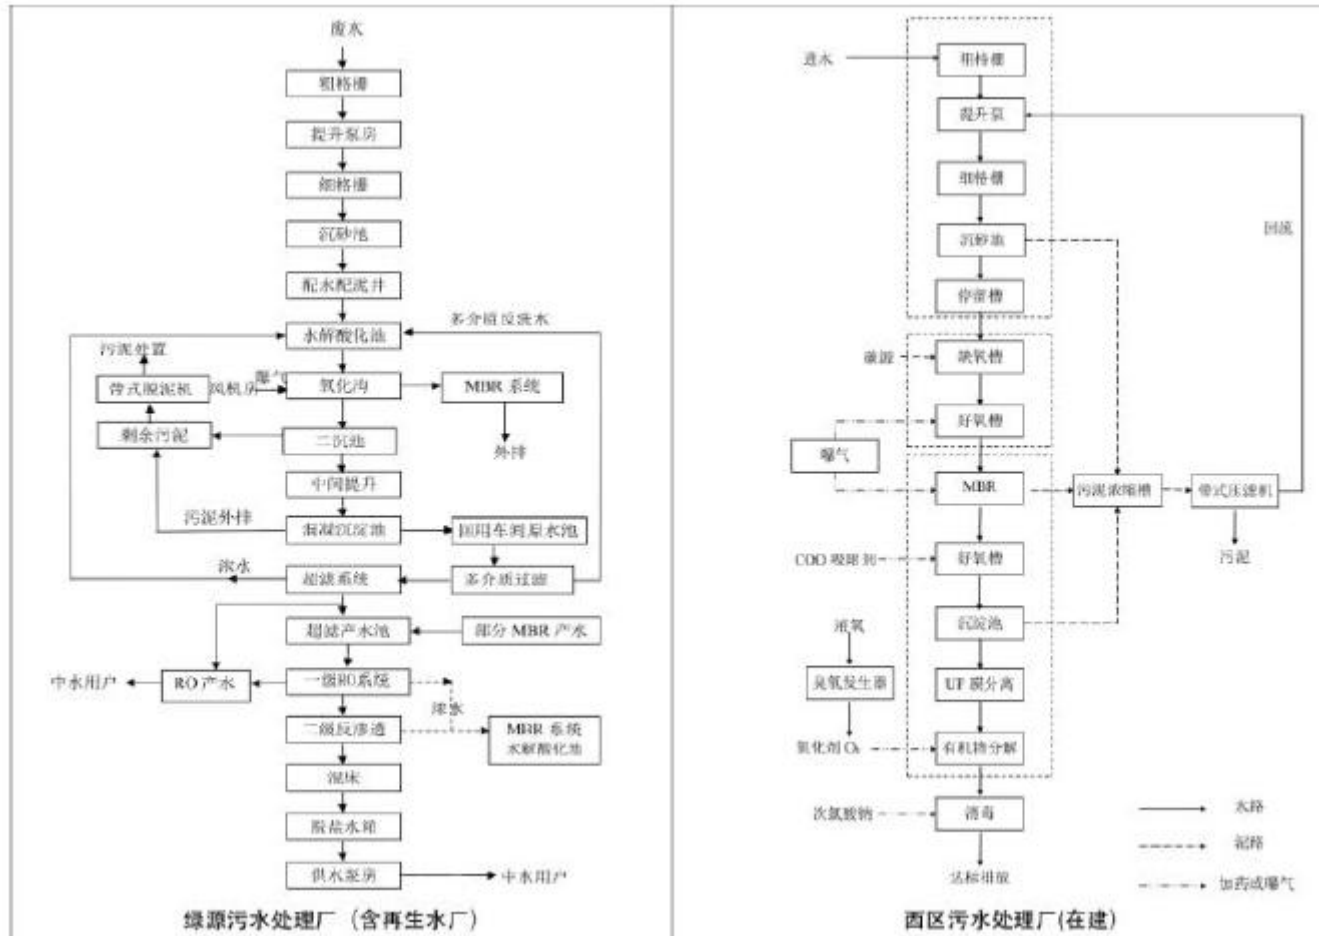 废水
粗格栅
提升泵房
细格栅
沉砂池
配水配泥井
水解酸化池
多介质反洗水
污泥处置
带式脱泥机
风机房
曝气
氧化沟
MBR 系统
剩余污泥
二沉池
外排
中间提升
污泥外排
混凝沉淀池
回用车间原水池
浓水
超滤系统
多介质过滤
超滤产水池
部分 MBR 产水
中水用户
RO 产水
一级RO系统
浓水
二级反渗透
MBR 系统
水解酸化池
混床
脱盐水箱
供水泵房
中水用户
绿源污水处理厂（含再生水厂）
进水
粗格栅
提升泵
细格栅
回流
沉砂池
停留槽
碳源
缺氧槽
好氧槽
曝气
MBR
污泥浓缩槽
带式压滤机
污泥
COD 吸附剂
好氧槽
液氧
沉淀池
臭氧发生器
UF 膜分离
氧化剂 O₃
有机物分解
次氯酸钠
消毒
达标排放
水路
泥路
加药或曝气
西区污水处理厂(在建)